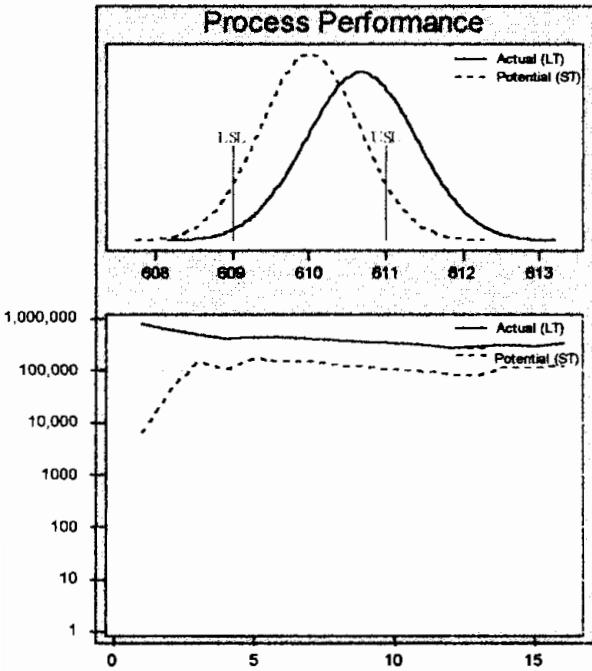 Process Performance
Actual (LT)
Potential (ST)
LSL
USL
608 609 610 611 612 613
1,000,000
Actual (LT)
Potential (ST)
100,000
10,000
1000
100
10
1
0 5 10 15